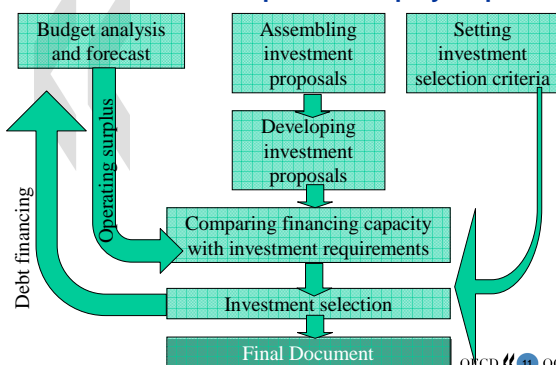 Budget analysis
and forecast
Assembling
investment
proposals
Setting
investment
selection criteria
Developing
investment
proposals
Operating surplus
Debt financing
Comparing financing capacity
with investment requirements
Investment selection
Final Document
11